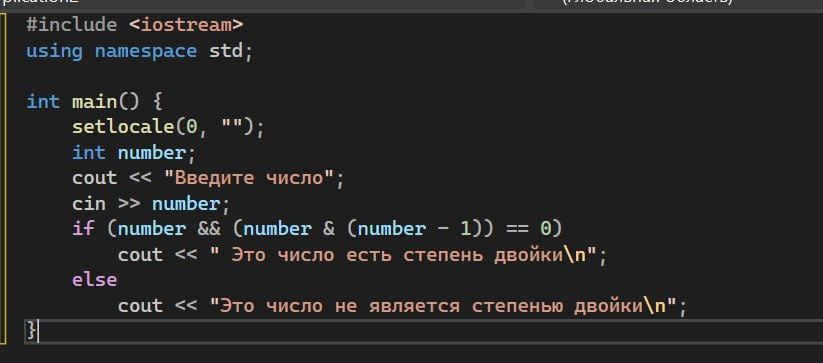 #include <iostream>
using namespace std;
int main() {
setlocale(0, "");
int number;
cout << "Введите число";
cin >> number;
if (number && (number & (number - 1)) == 0)
cout << " Это число есть степень двойки\n";
else
cout << "Это число не является степенью двойки\n";
}